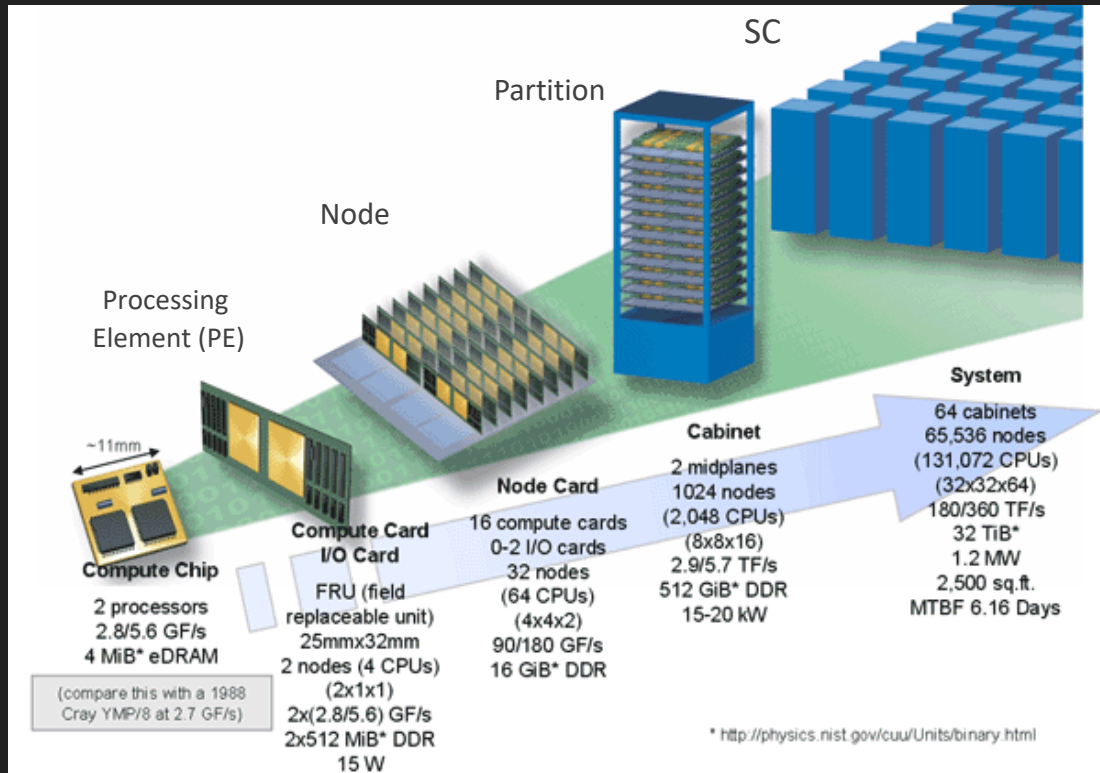 SC
Partition
Node
Processing
Element (PE)
~11mm
Compute Chip
2 processors
2.8/5.6 GF/s
4 MiB* eDRAM
(compare this with a 1988
Cray YMP/8 at 2.7 GF/s)
Compute Card
I/O Card
FRU (field
replaceable unit)
25mmx32mm
2 nodes (4 CPUs)
(2x1x1)
2x(2.8/5.6) GF/s
2x512 MiB* DDR
15 W
Node Card
16 compute cards
0-2 I/O cards
32 nodes
(64 CPUs)
(4x4x2)
90/180 GF/s
16 GiB* DDR
Cabinet
2 midplanes
1024 nodes
(2,048 CPUs)
(8x8x16)
2.9/5.7 TF/s
512 GiB* DDR
15-20 kW
System
64 cabinets
65,536 nodes
(131,072 CPUs)
(32x32x64)
180/360 TF/s
32 TiB*
1.2 MW
2,500 sq.ft.
MTBF 6.16 Days
* http://physics.nist.gov/cuu/Units/binary.html